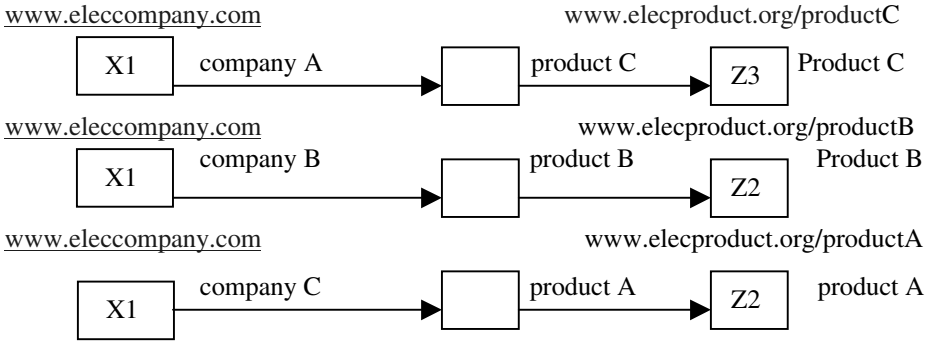 www.eleccompany.com www.elecproduct.org/productC
X1 company A product C Z3 Product C
www.eleccompany.com www.elecproduct.org/productB
X1 company B product B Z2 Product B
www.eleccompany.com www.elecproduct.org/productA
X1 company C product A Z2 product A